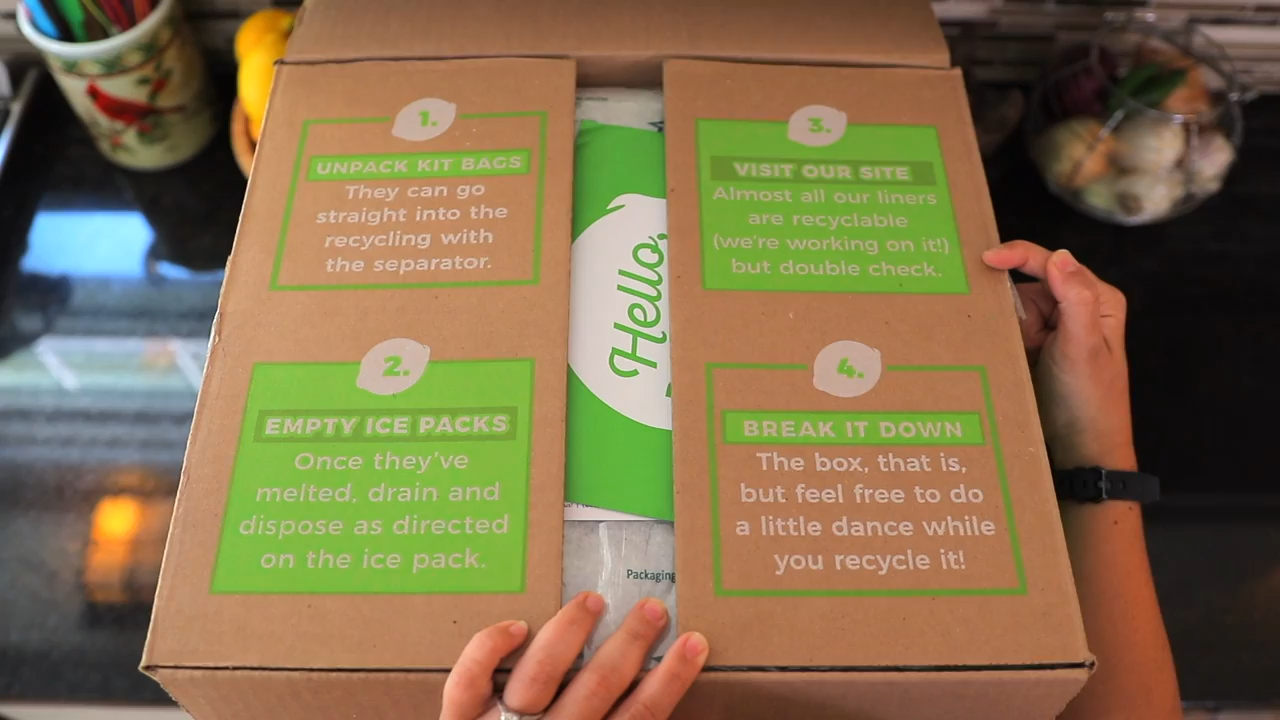 1.
UNPACK KIT BAGS
They can go
straight into the
recycling with
the separator.
2.
EMPTY ICE PACKS
Once they've
melted, drain and
dispose as directed
on the ice pack.
Hello,
Packaging
3.
VISIT OUR SITE
Almost all our liners
are recyclable
(we're working on it!)
but double check.
4.
BREAK IT DOWN
The box, that is,
but feel free to do
a little dance while
you recycle it!